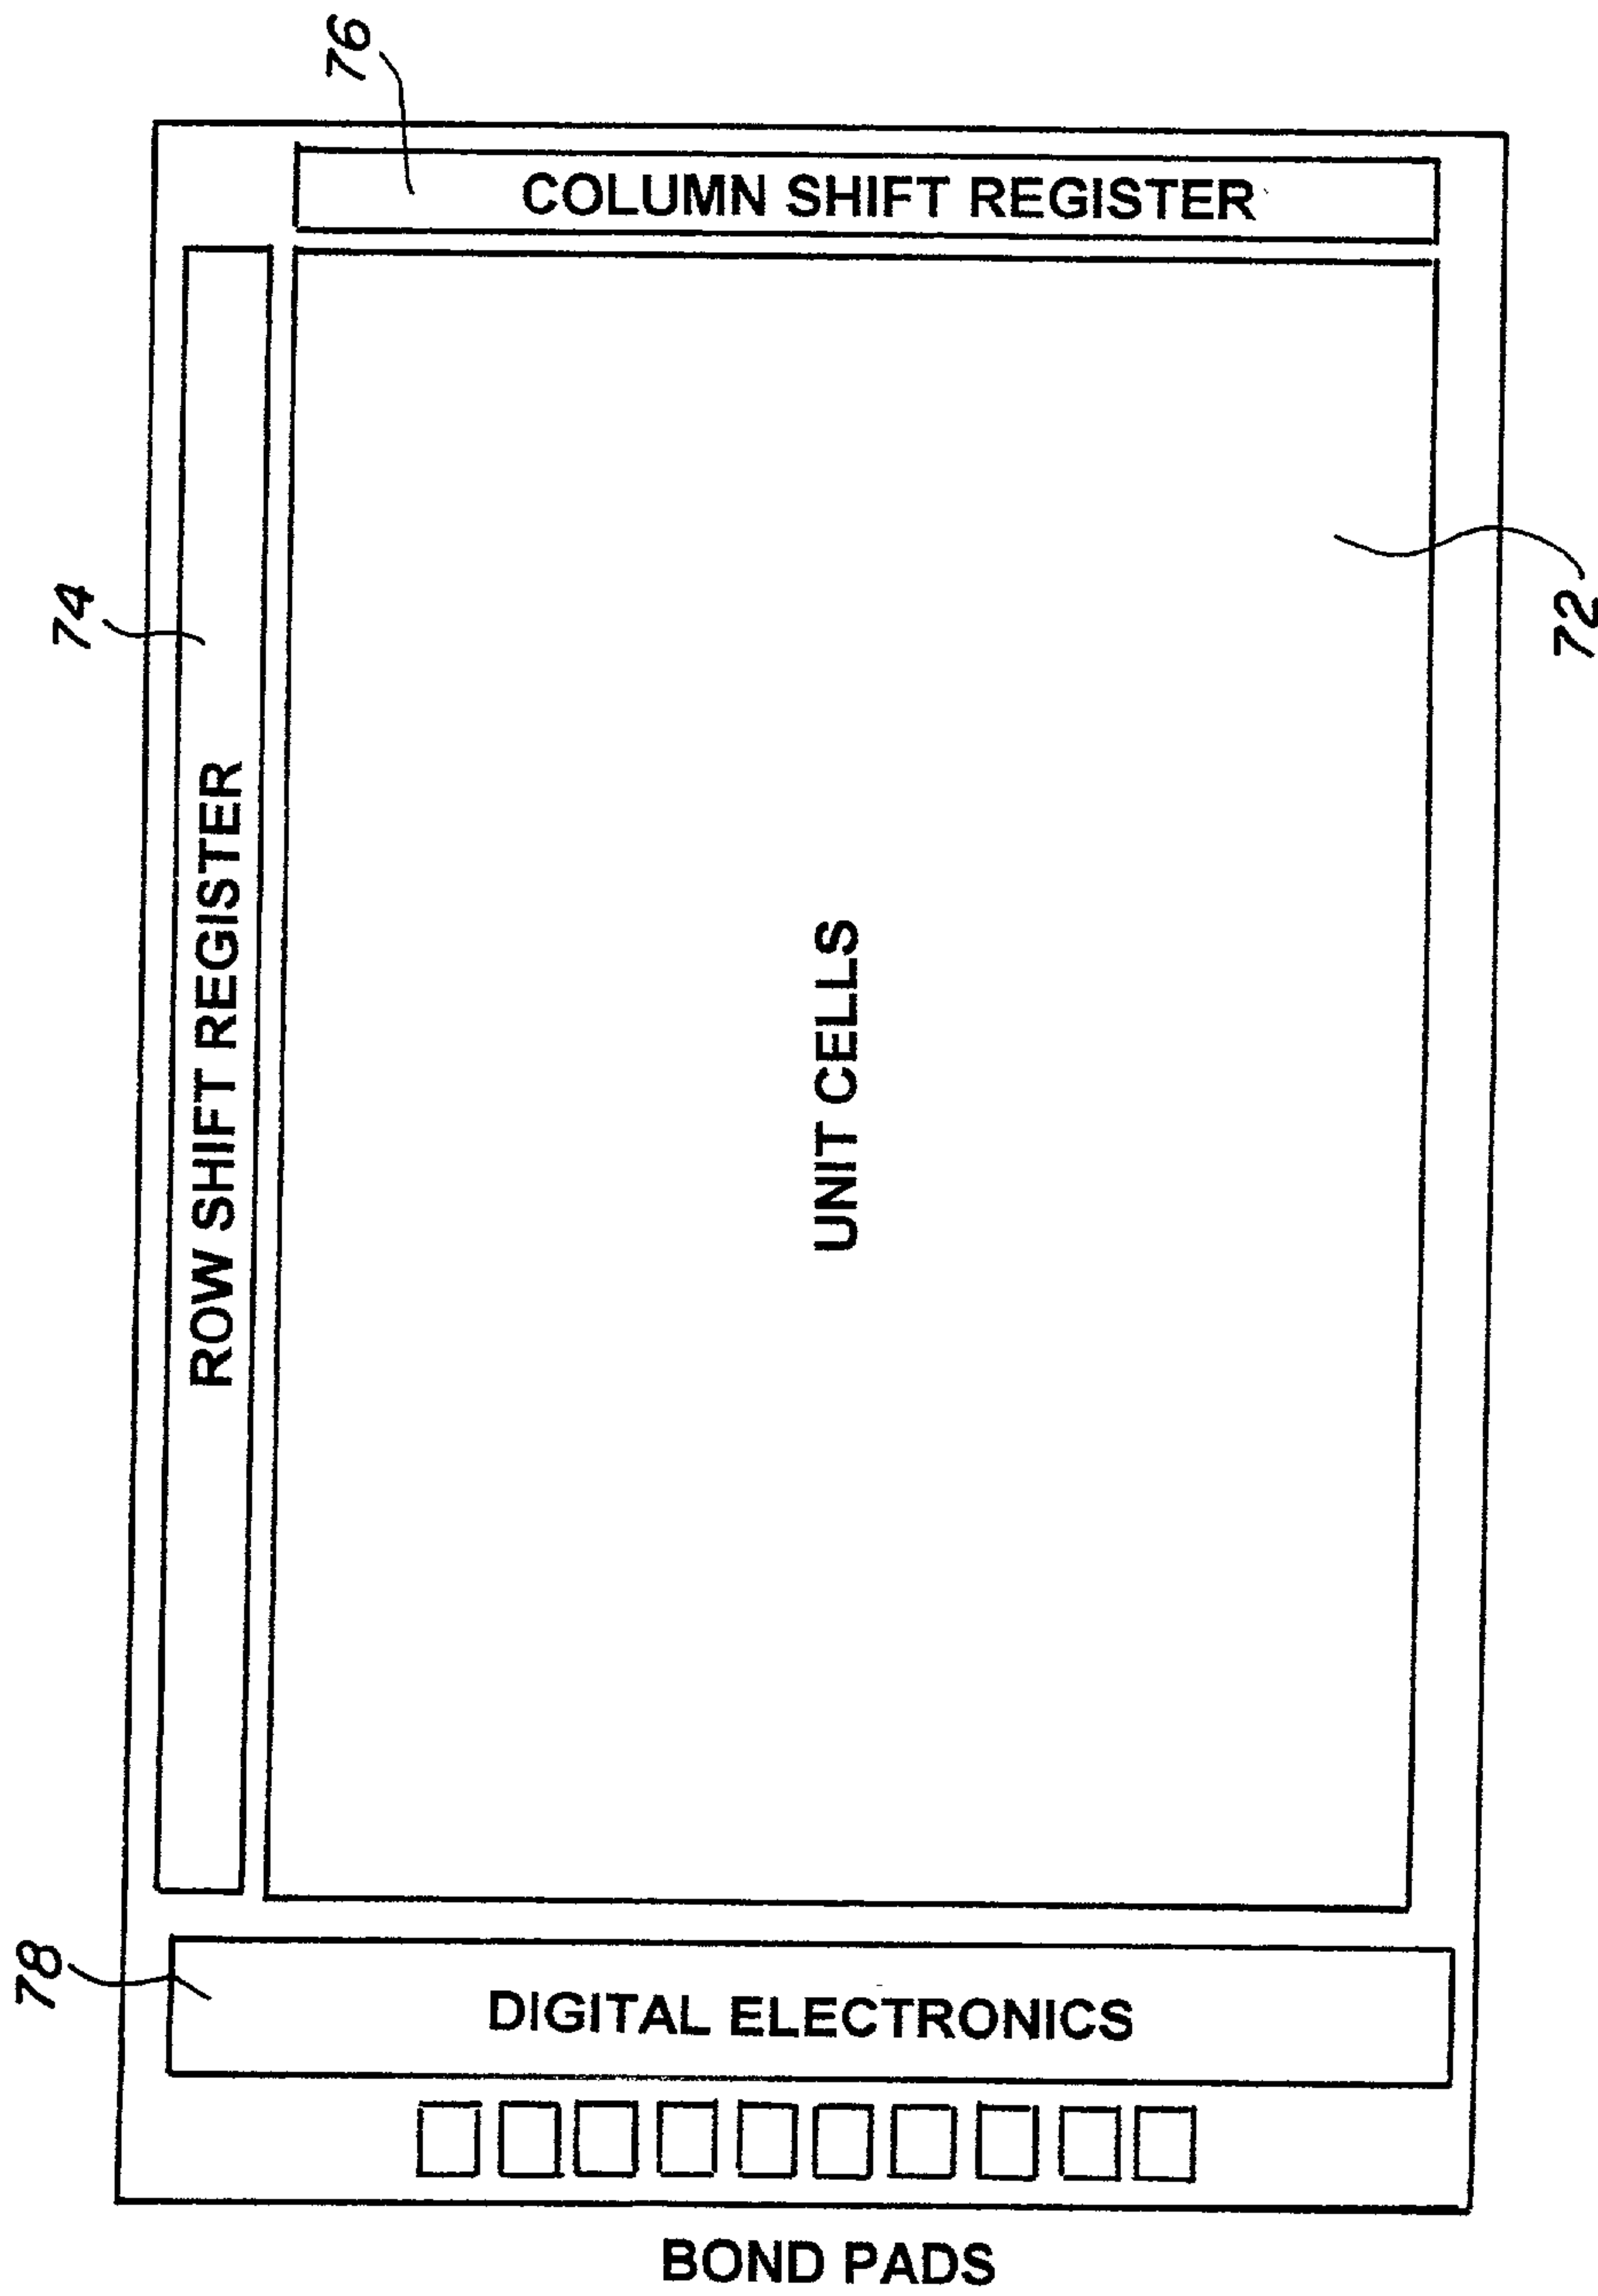 76
COLUMN SHIFT REGISTER
74
ROW SHIFT REGISTER
72
UNIT CELLS
78
DIGITAL ELECTRONICS
BOND PADS